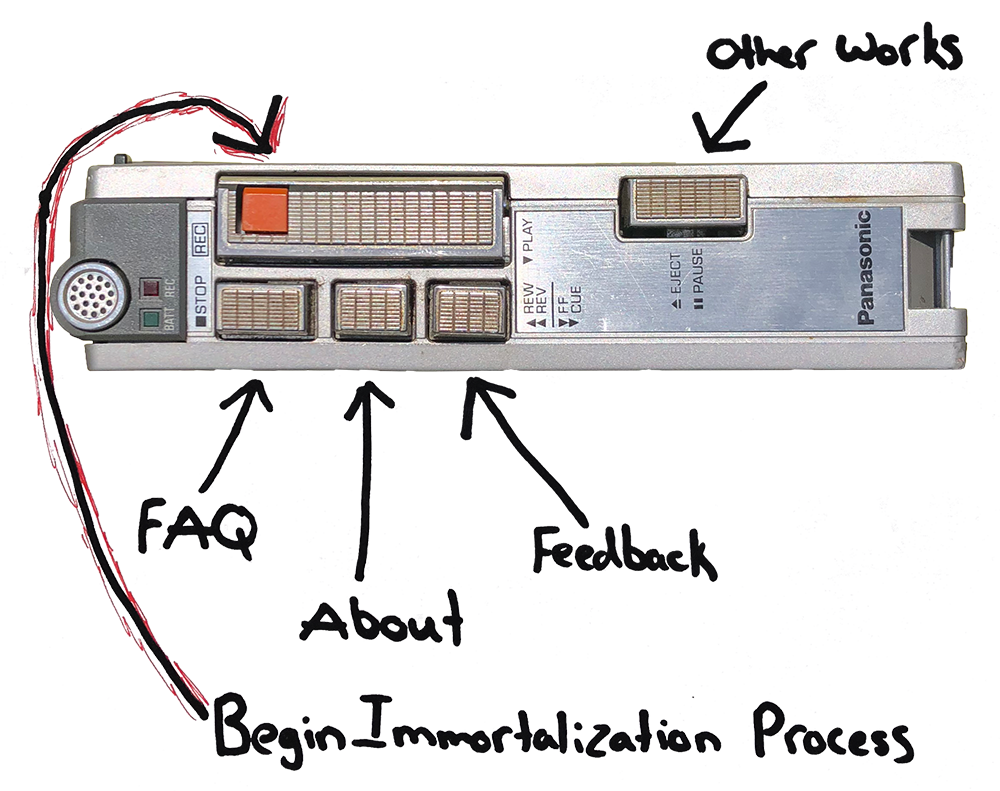 Other Works
REC
STOP
REC
BATT
PLAY
REW
REV
FF
CUE
EJECT
PAUSE
Panasonic
FAQ
Feedback
About
Begin Immortalization Process